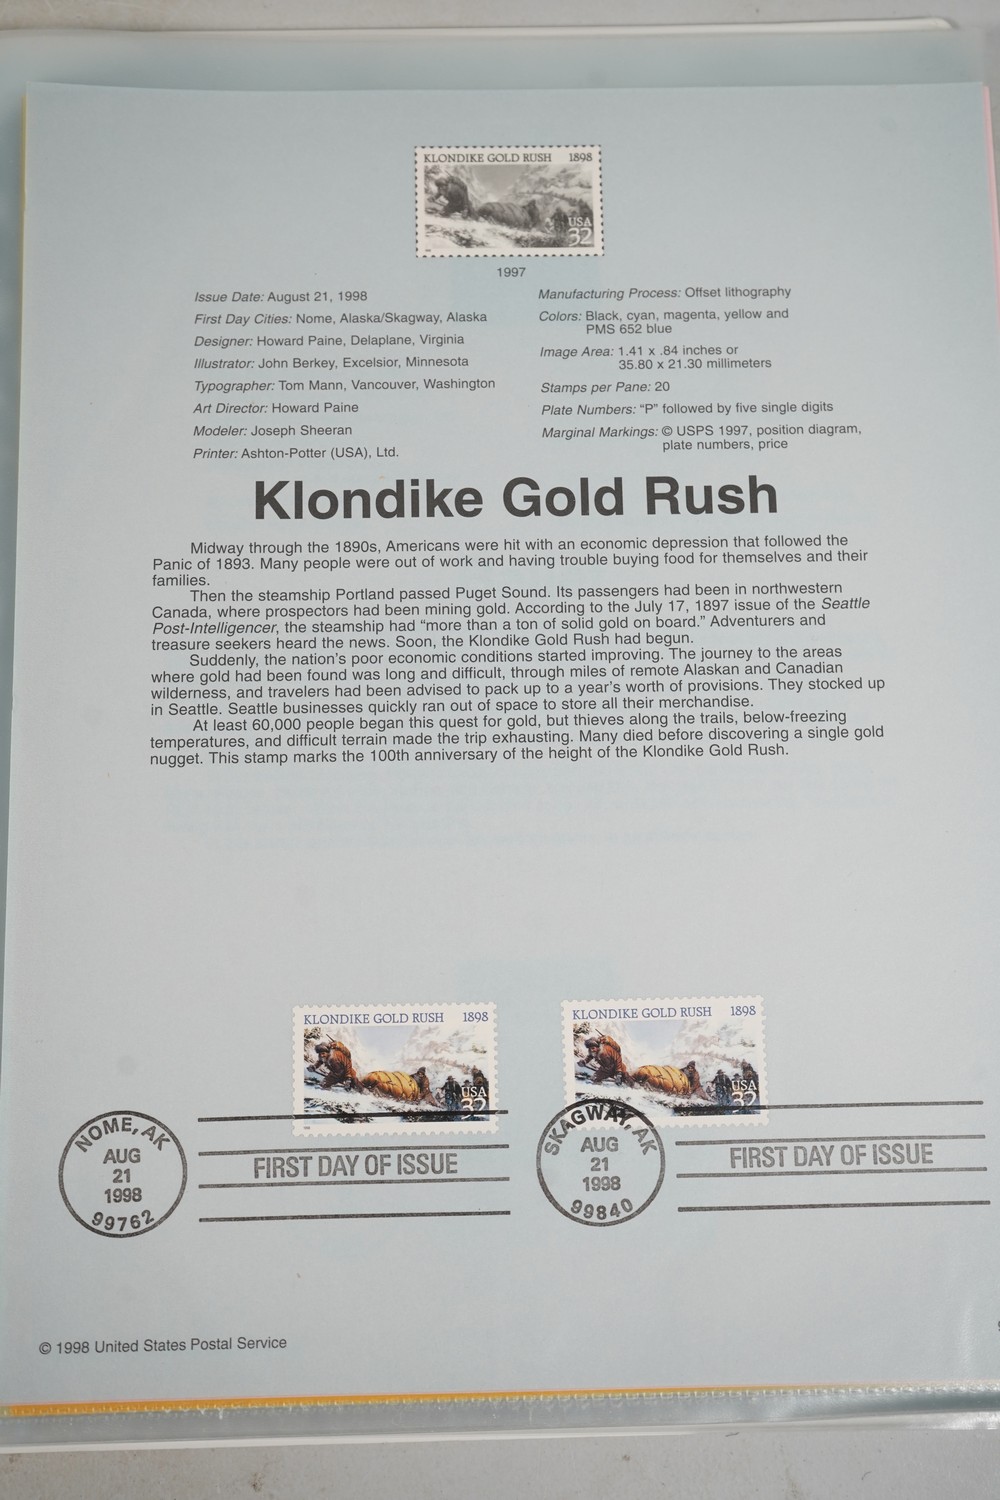 KLONDIKE GOLD RUSH 1898
USA
32
1997
Issue Date: August 21, 1998
First Day Cities: Nome, Alaska/Skagway, Alaska
Designer: Howard Paine, Delaplane, Virginia
Illustrator: John Berkey, Excelsior, Minnesota
Typographer: Tom Mann, Vancouver, Washington
Art Director: Howard Paine
Modeler: Joseph Sheeran
Printer: Ashton-Potter (USA), Ltd.
Manufacturing Process: Offset lithography
Colors: Black, cyan, magenta, yellow and
PMS 652 blue
Image Area: 1.41 x .84 inches or
35.80 x 21.30 millimeters
Stamps per Pane: 20
Plate Numbers: “P” followed by five single digits
Marginal Markings: © USPS 1997, position diagram,
plate numbers, price
Klondike Gold Rush
Midway through the 1890s, Americans were hit with an economic depression that followed the
Panic of 1893. Many people were out of work and having trouble buying food for themselves and their
families.
Then the steamship Portland passed Puget Sound. Its passengers had been in northwestern
Canada, where prospectors had been mining gold. According to the July 17, 1897 issue of the Seattle
Post-Intelligencer, the steamship had “more than a ton of solid gold on board.” Adventurers and
treasure seekers heard the news. Soon, the Klondike Gold Rush had begun.
Suddenly, the nation’s poor economic conditions started improving. The journey to the areas
where gold had been found was long and difficult, through miles of remote Alaskan and Canadian
wilderness, and travelers had been advised to pack up to a year’s worth of provisions. They stocked up
in Seattle. Seattle businesses quickly ran out of space to store all their merchandise.
At least 60,000 people began this quest for gold, but thieves along the trails, below-freezing
temperatures, and difficult terrain made the trip exhausting. Many died before discovering a single gold
nugget. This stamp marks the 100th anniversary of the height of the Klondike Gold Rush.
KLONDIKE GOLD RUSH 1898
USA
32
NOME, AK
AUG
21
1998
99762
FIRST DAY OF ISSUE
KLONDIKE GOLD RUSH 1898
USA
32
SKAGWAY, AK
AUG
21
1998
99840
FIRST DAY OF ISSUE
© 1998 United States Postal Service